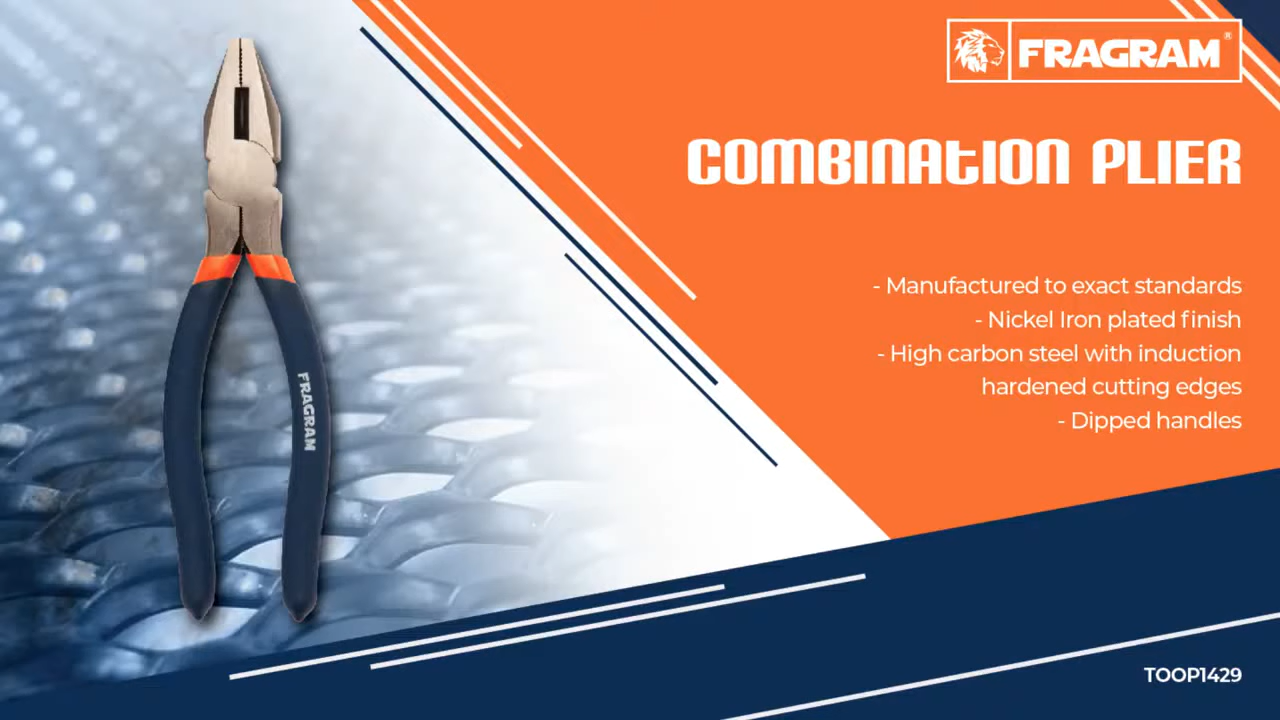 FRAGRAM®
COMBINATION PLIER
- Manufactured to exact standards
- Nickel Iron plated finish
- High carbon steel with induction
hardened cutting edges
- Dipped handles
FRAGRAM
TOOP1429